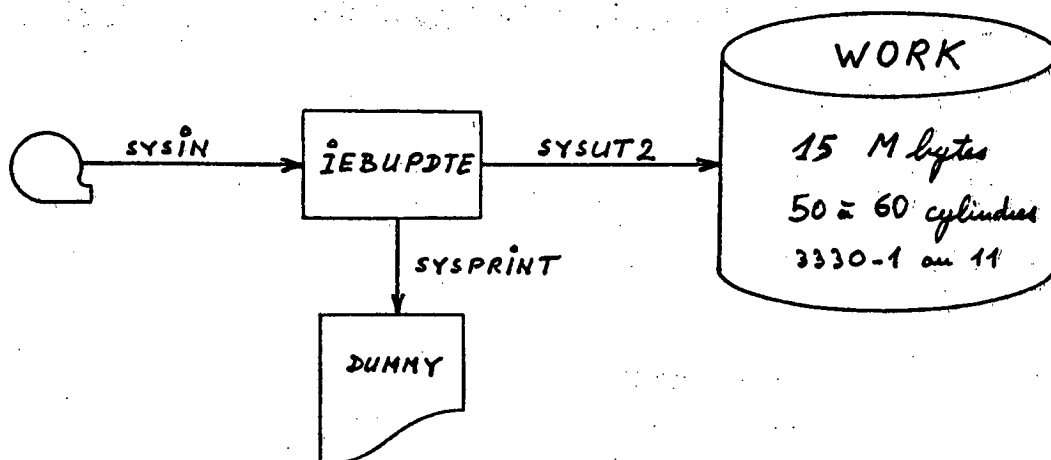 WORK
SYSIN
IEBUPDTE
SYSUT2
15 M bytes
50 à 60 cylindres
3330-1 ou 11
SYSPRINT
DUMMY